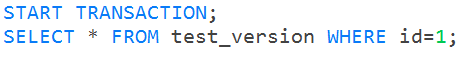 START TRANSACTION;
SELECT * FROM test_version WHERE id=1;